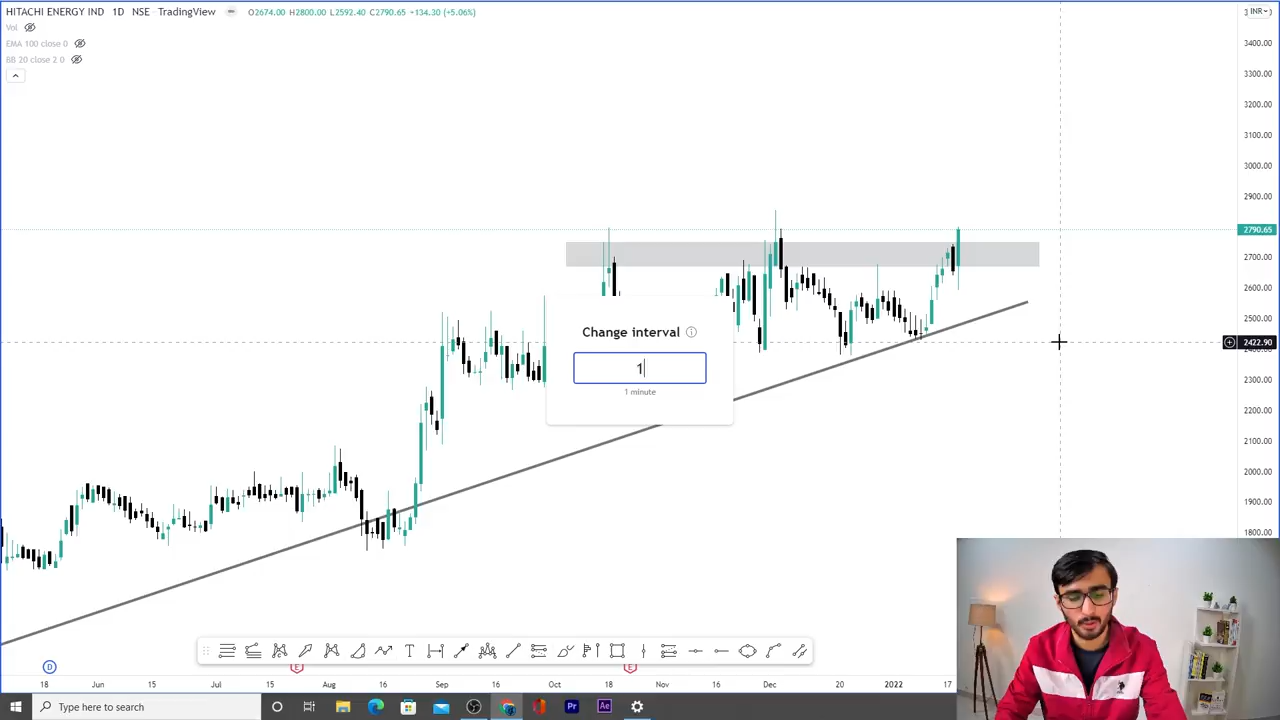 HITACHI ENERGY IND 1D NSE TradingView O2674.00 H2800.00 L2592.40 C2790.65 +134.30 (+5.06%)
INR
Vol
EMA 100 close 0
BB 20 close 2 0
3400.00
3300.00
3200.00
3100.00
3000.00
2900.00
2790.65
2700.00
2600.00
2500.00
2422.90
2300.00
2200.00
2100.00
2000.00
1900.00
1800.00
Change interval
1
1 minute
T
D
E
E
18 Jun 15 Jul 16 Aug 16 Sep 16 Oct 18 Nov 16 Dec 20 2022 17
Type here to search
Pr
Ae